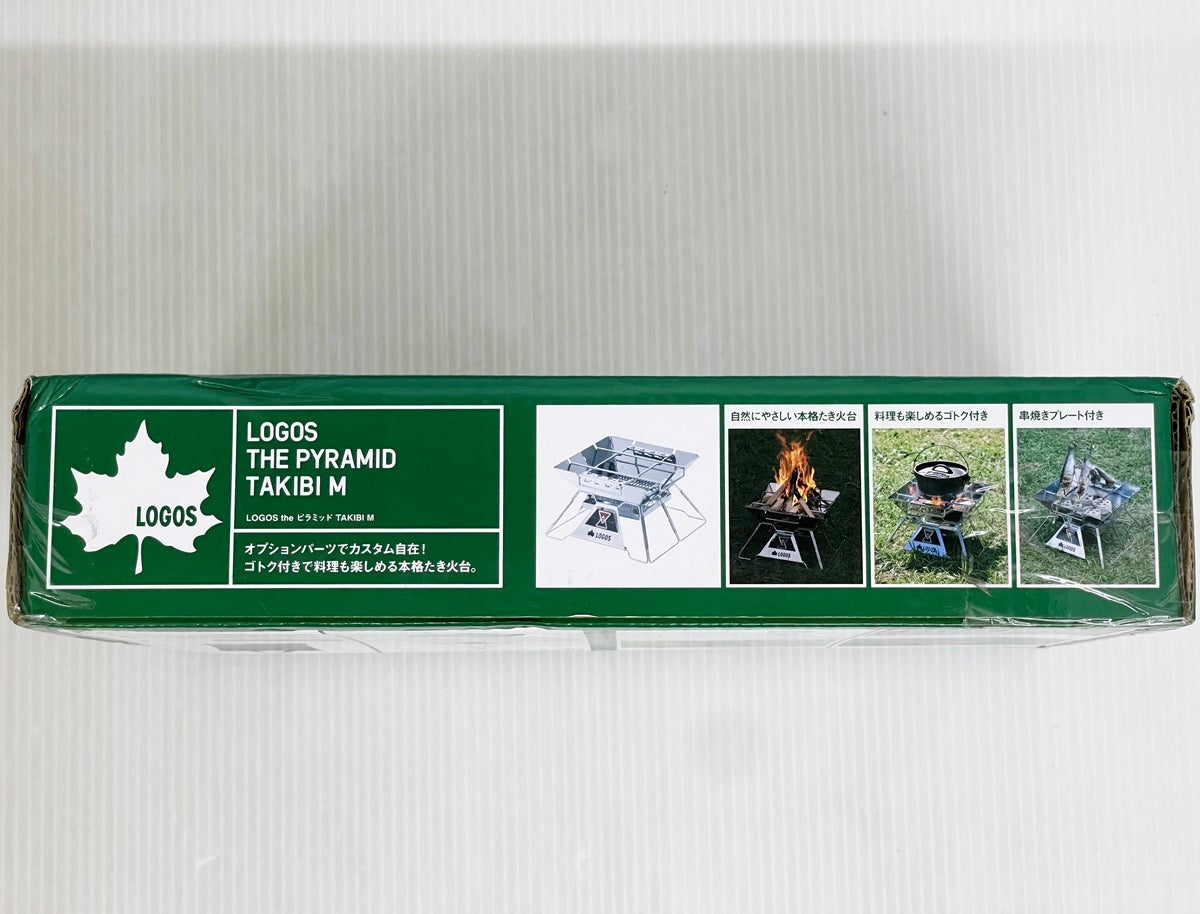 LOGOS
LOGOS
THE PYRAMID
TAKIBI M
LOGOS the ピラミッド TAKIBI M
オプションパーツでカスタム自在!
ゴトク付きで料理も楽しめる本格たき火台。
LOGOS
自然にやさしい本格たき火台
LOGOS
料理も楽しめるゴトク付き
LOGOS
串焼きプレート付き
LOGOS